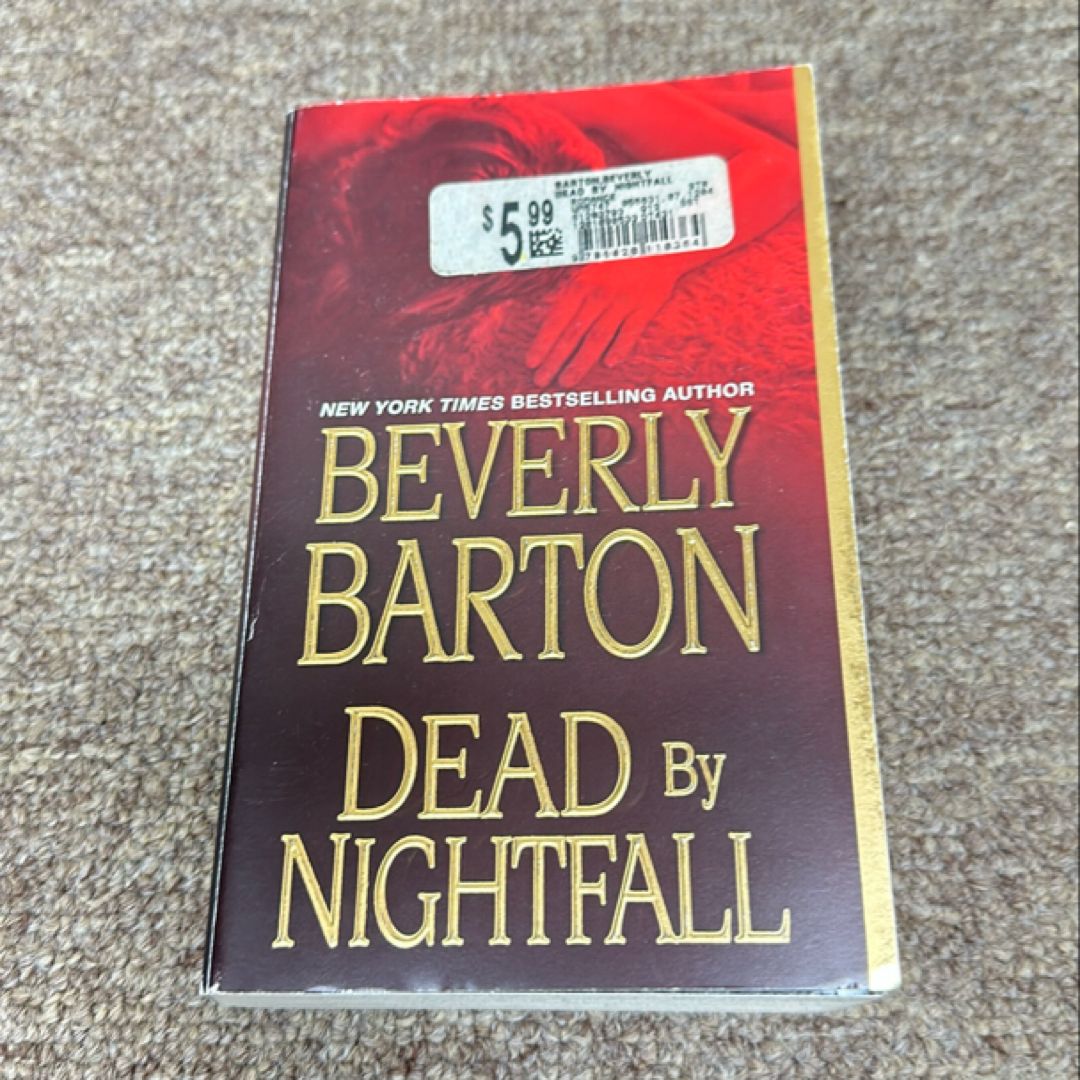 BARTON, BEVERLY
DEAD BY NIGHTFALL
$5.99
NEW YORK TIMES BESTSELLING AUTHOR
BEVERLY
BARTON
DEAD By
NIGHTFALL